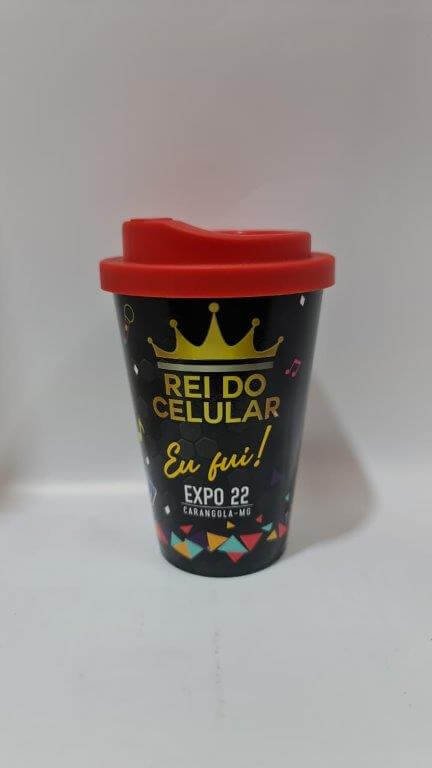 REI DO
CELULAR
Eu fui!
EXPO 22
CARANGOLA-MG